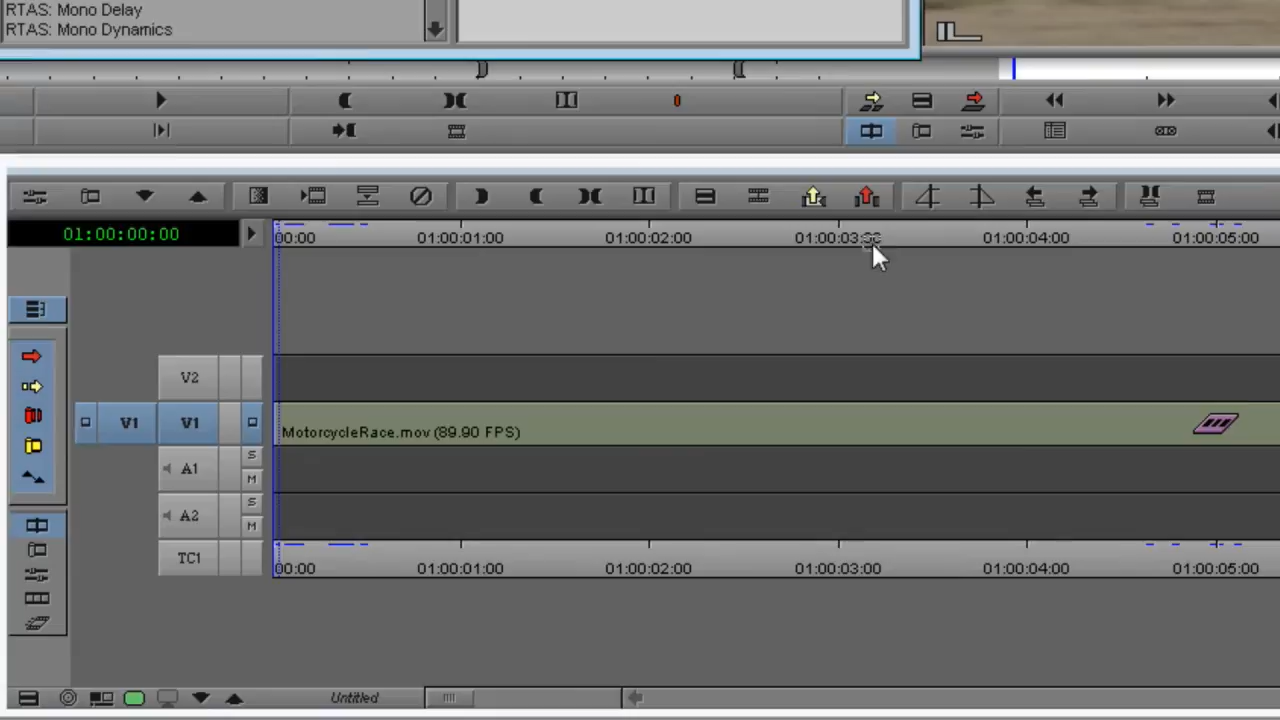 RTAS: Mono Delay
RTAS: Mono Dynamics
01:00:00:00
00:00 01:00:01:00 01:00:02:00 01:00:03:00 01:00:04:00 01:00:05:00
V2
V1 V1 MotorcycleRace.mov (89.90 FPS)
A1 S M
A2 S M
TC1 00:00 01:00:01:00 01:00:02:00 01:00:03:00 01:00:04:00 01:00:05:00
Untitled